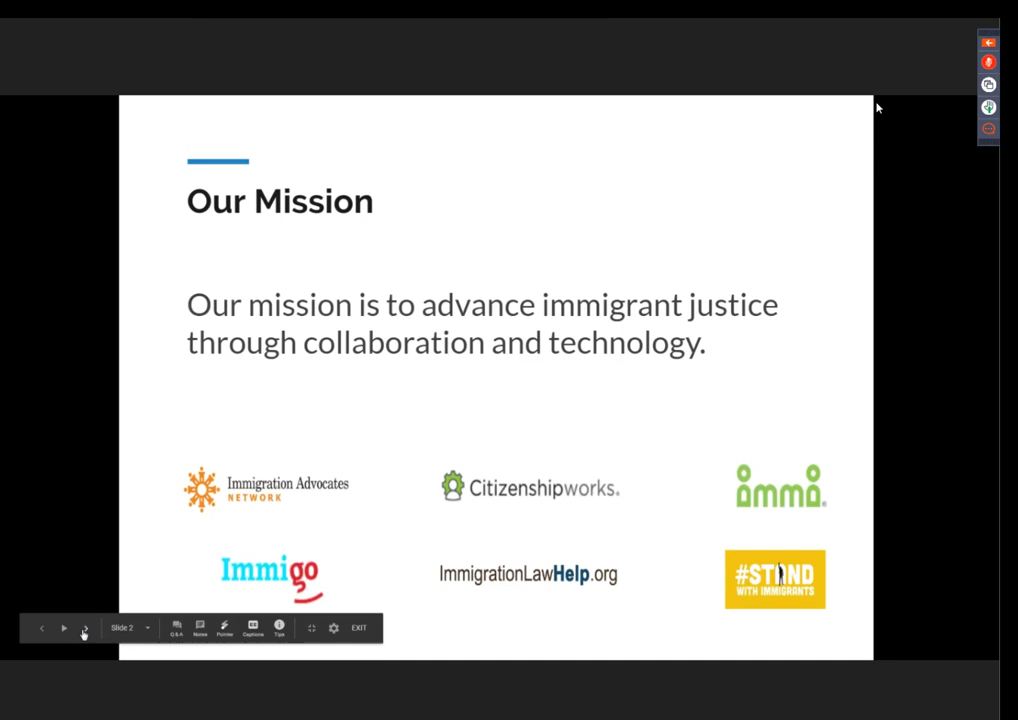 Our Mission
Our mission is to advance immigrant justice
through collaboration and technology.
Immigration Advocates
NETWORK
Citizenshipworks.
immi®
Immigo
ImmigrationLawHelp.org
#STAND
WITH IMMIGRANTS
Slide 2
Q&A Notes Pointer Captions Tips EXIT